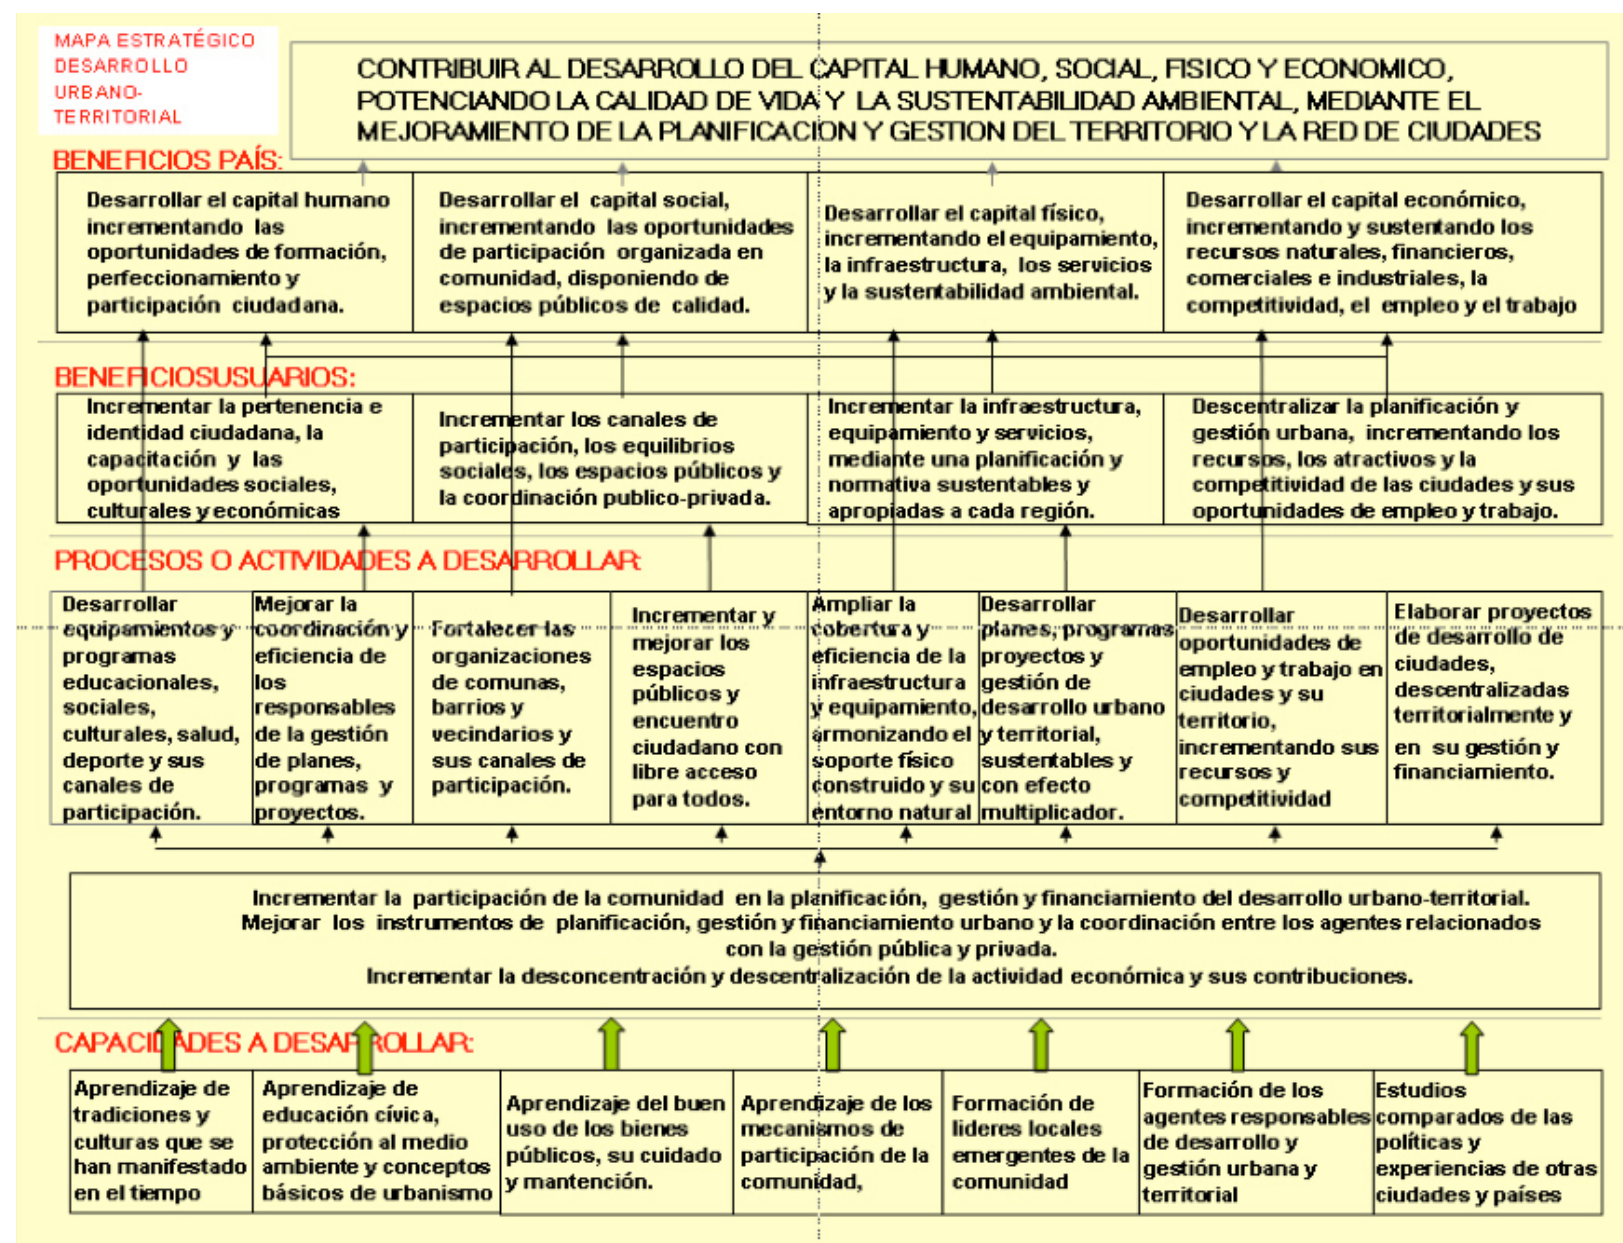 MAPA ESTRATÉGICO
DESARROLLO
URBANO-
TERRITORIAL
CONTRIBUIR AL DESARROLLO DEL CAPITAL HUMANO, SOCIAL, FISICO Y ECONOMICO,
POTENCIANDO LA CALIDAD DE VIDA Y LA SUSTENTABILIDAD AMBIENTAL, MEDIANTE EL
MEJORAMIENTO DE LA PLANIFICACION Y GESTION DEL TERRITORIO Y LA RED DE CIUDADES
BENEFICIOS PAÍS:
Desarrollar el capital humano
incrementando las
oportunidades de formación,
perfeccionamiento y
participación ciudadana.
Desarrollar el capital social,
incrementando las oportunidades
de participación organizada en
comunidad, disponiendo de
espacios públicos de calidad.
Desarrollar el capital físico,
incrementando el equipamiento,
la infraestructura, los servicios
y la sustentabilidad ambiental.
Desarrollar el capital económico,
incrementando y sustentando los
recursos naturales, financieros,
comerciales e industriales, la
competitividad, el empleo y el trabajo
BENEFICIOSUSUARIOS:
Incrementar la pertenencia e
identidad ciudadana, la
capacitación y las
oportunidades sociales,
culturales y económicas
Incrementar los canales de
participación, los equilibrios
sociales, los espacios públicos y
la coordinación publico-privada.
Incrementar la infraestructura,
equipamiento y servicios,
mediante una planificación y
normativa sustentables y
apropiadas a cada región.
Descentralizar la planificación y
gestión urbana, incrementando los
recursos, los atractivos y la
competitividad de las ciudades y sus
oportunidades de empleo y trabajo.
PROCESOS O ACTIVIDADES A DESARROLLAR:
Desarrollar
equipamientos y
programas
educacionales,
sociales,
culturales, salud,
deporte y sus
canales de
participación.
Mejorar la
coordinación y
eficiencia de
los
responsables
de la gestión
de planes,
programas y
proyectos.
Fortalecer las
organizaciones
de comunas,
barrios y
vecindarios y
sus canales de
participación.
Incrementar y
mejorar los
espacios
públicos y
encuentro
ciudadano con
libre acceso
para todos.
Ampliar la
cobertura y
eficiencia de la
infraestructura
y equipamiento,
armonizando el
soporte físico
construido y su
entorno natural
Desarrollar
planes, programas
proyectos y
gestión de
desarrollo urbano
y territorial,
sustentables y
con efecto
multiplicador.
Desarrollar
oportunidades de
empleo y trabajo en
ciudades y su
territorio,
incrementando sus
recursos y
competitividad
Elaborar proyectos
de desarrollo de
ciudades,
descentralizadas
territorialmente y
en su gestión y
financiamiento.
Incrementar la participación de la comunidad en la planificación, gestión y financiamiento del desarrollo urbano-territorial.
Mejorar los instrumentos de planificación, gestión y financiamiento urbano y la coordinación entre los agentes relacionados
con la gestión pública y privada.
Incrementar la desconcentración y descentralización de la actividad económica y sus contribuciones.
CAPACIDADES A DESARROLLAR:
Aprendizaje de
tradiciones y
culturas que se
han manifestado
en el tiempo
Aprendizaje de
educación cívica,
protección al medio
ambiente y conceptos
básicos de urbanismo
Aprendizaje del buen
uso de los bienes
públicos, su cuidado
y mantención.
Aprendizaje de los
mecanismos de
participación de la
comunidad,
Formación de
lideres locales
emergentes de la
comunidad
Formación de los
agentes responsables
de desarrollo y
gestión urbana y
territorial
Estudios
comparados de las
políticas y
experiencias de otras
ciudades y países